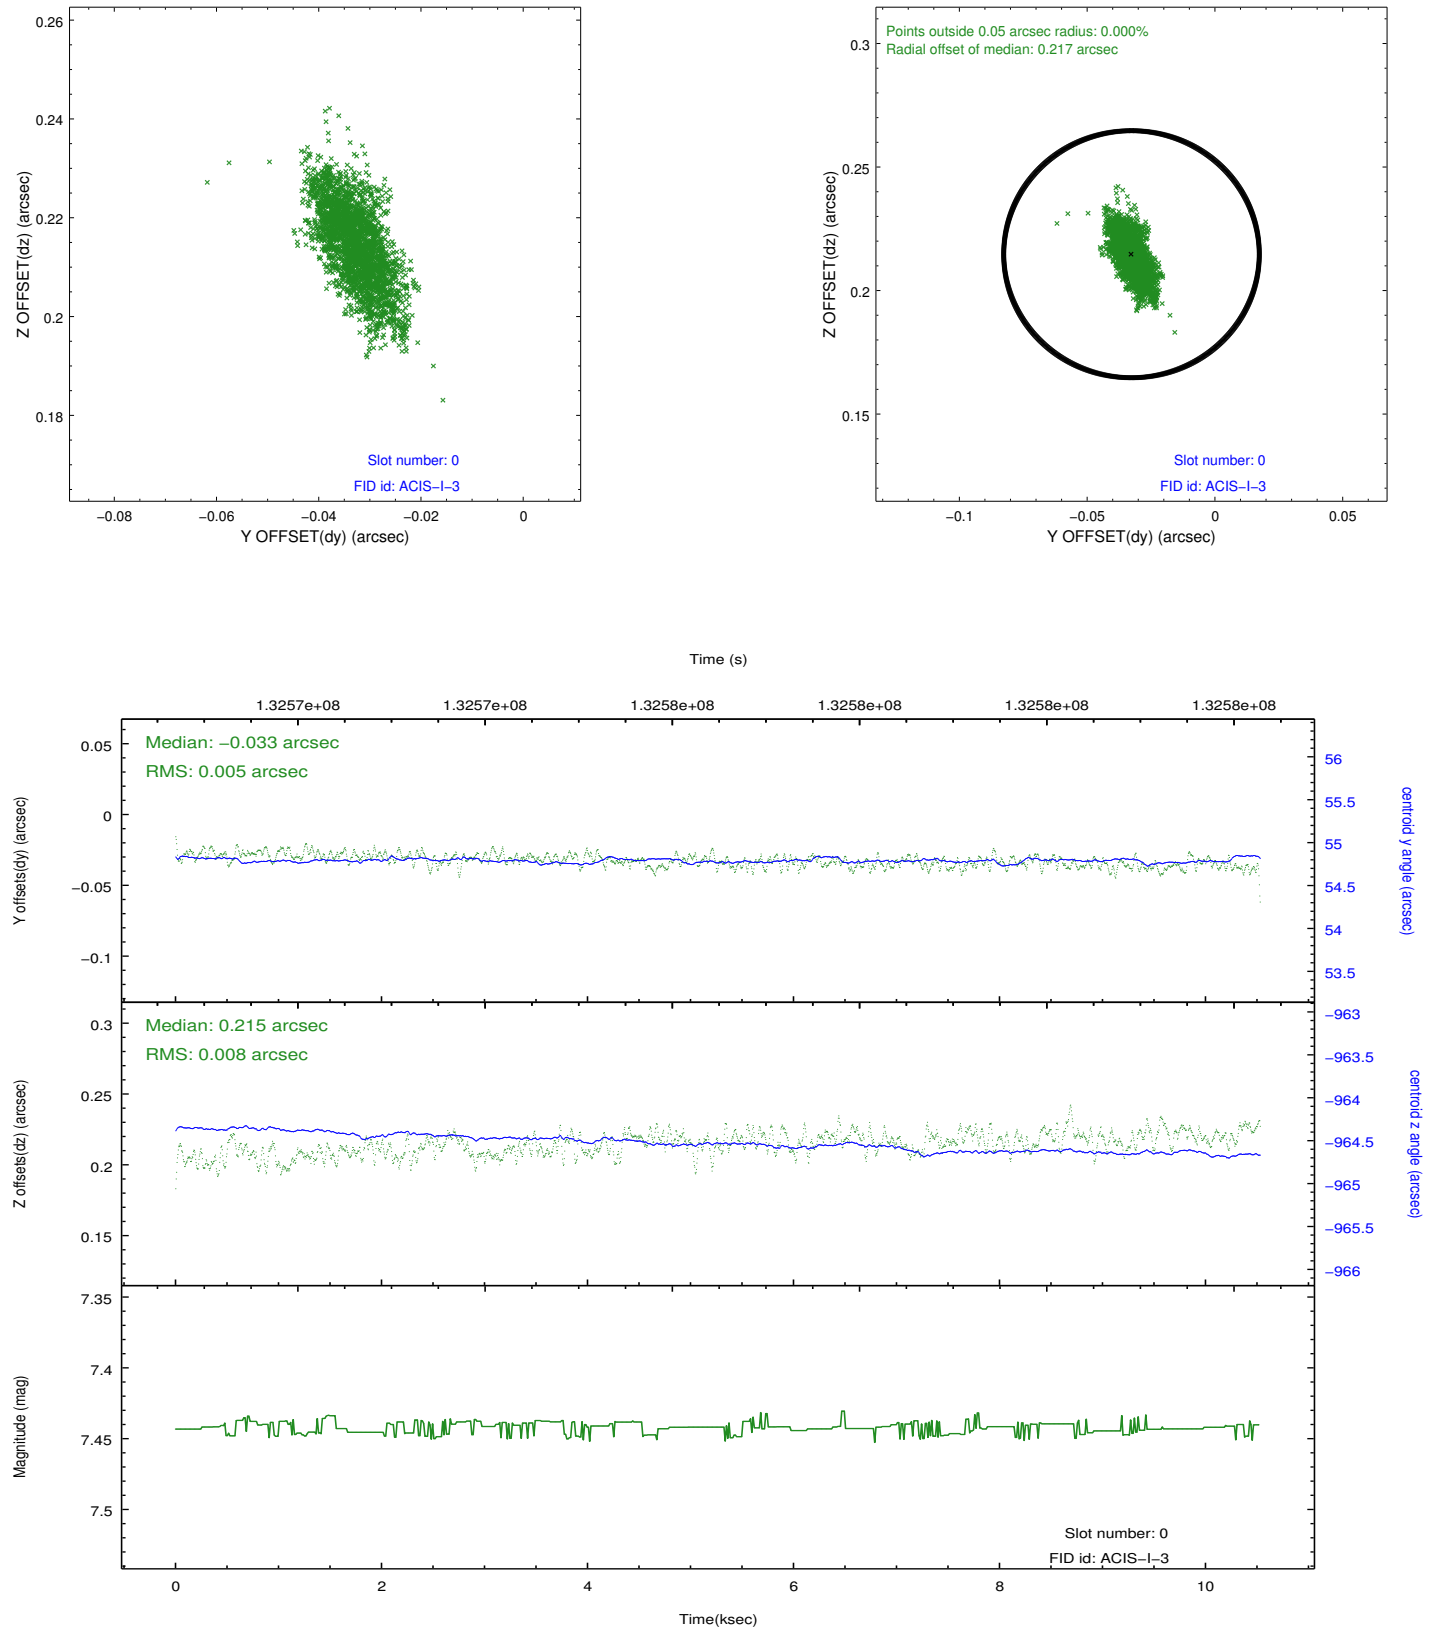 0.26
0.24
0.22
0.2
0.18
Z OFFSET(dz) (arcsec)
Slot number: 0
FID id: ACIS−I−3
−0.08 −0.06 −0.04 −0.02 0
Y OFFSET(dy) (arcsec)
Points outside 0.05 arcsec radius: 0.000%
Radial offset of median: 0.217 arcsec
0.3
0.25
0.2
0.15
Z OFFSET(dz) (arcsec)
Slot number: 0
FID id: ACIS−I−3
−0.1 −0.05 0 0.05
Y OFFSET(dy) (arcsec)
Time (s)
1.3257e+08 1.3257e+08 1.3258e+08 1.3258e+08 1.3258e+08 1.3258e+08
Median: −0.033 arcsec
RMS: 0.005 arcsec
0.05
0
−0.05
−0.1
Y offsets(dy) (arcsec)
56
55.5
55
54.5
54
53.5
centroid y angle (arcsec)
Median: 0.215 arcsec
RMS: 0.008 arcsec
0.3
0.25
0.2
0.15
Z offsets(dz) (arcsec)
−963
−963.5
−964
−964.5
−965
−965.5
−966
centroid z angle (arcsec)
7.35
7.4
7.45
7.5
Magnitude (mag)
Slot number: 0
FID id: ACIS−I−3
0 2 4 6 8 10
Time(ksec)